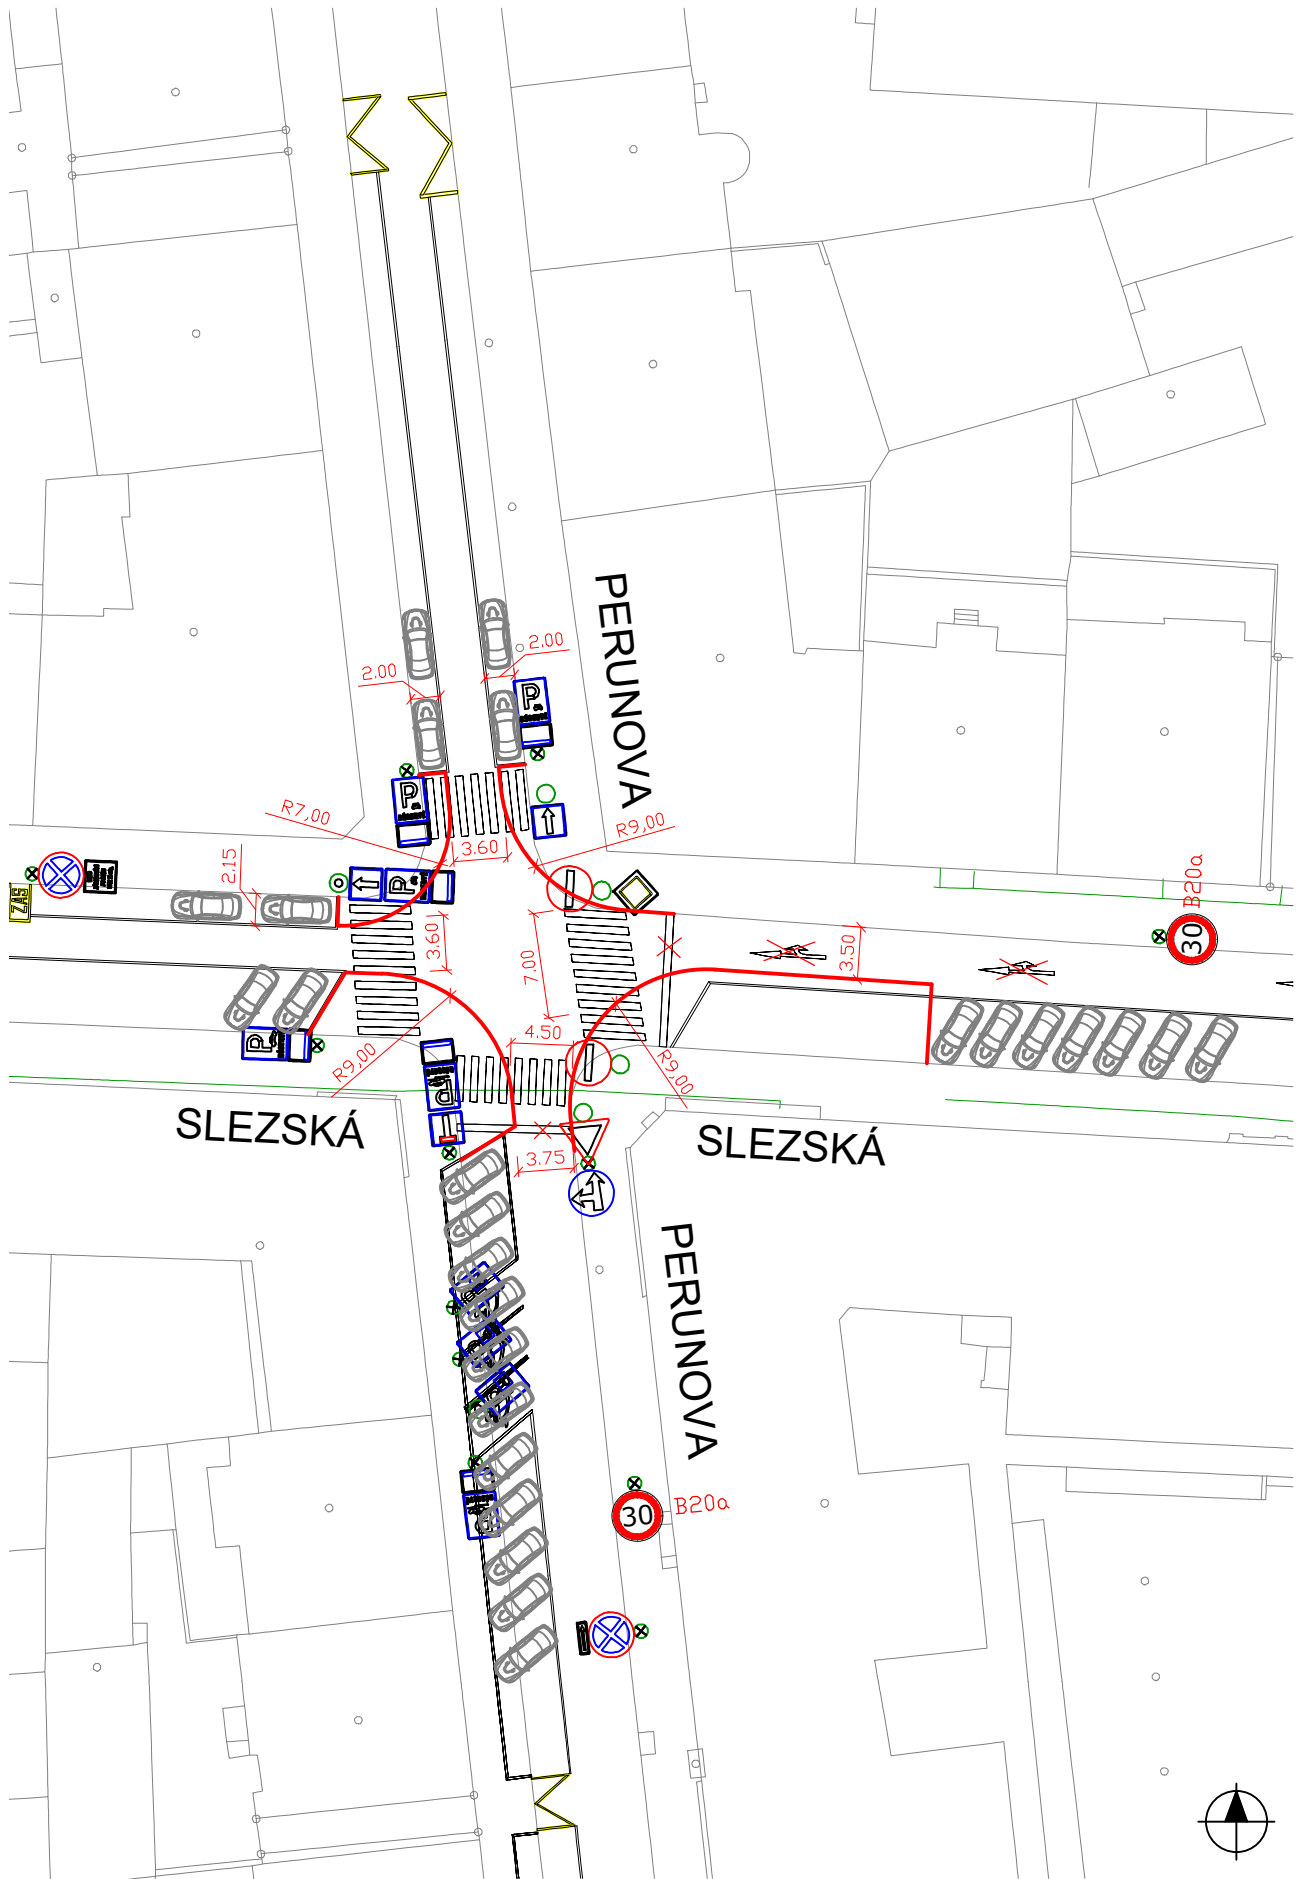 PERUNOVA
2.00
2.00
P
P
R7,00
R9,00
3.60
2.15
ZÁS
P
3.60
7.00
3.50
B20a
30
4.50
R9,00
R9,00
P
P
SLEZSKÁ
SLEZSKÁ
3.75
PERUNOVA
B20a
30